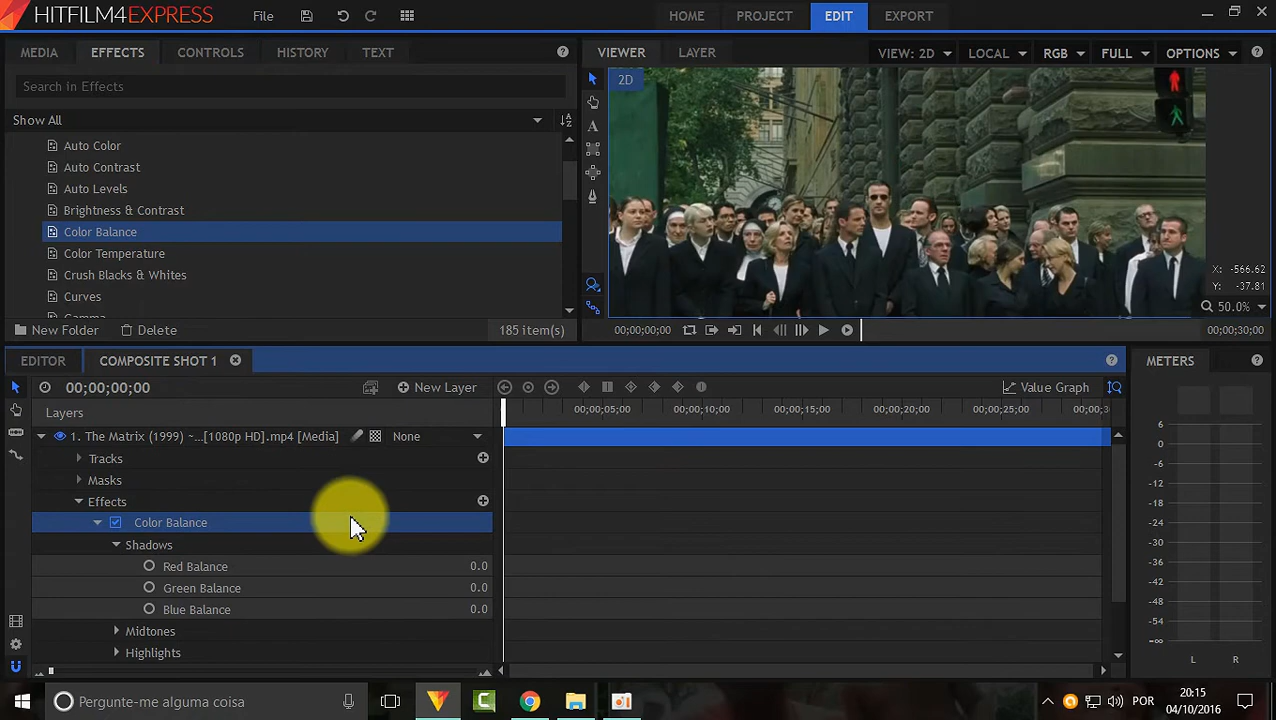 HITFILM4EXPRESS
File
HOME
PROJECT
EDIT
EXPORT
MEDIA
EFFECTS
CONTROLS
HISTORY
TEXT
VIEWER
LAYER
VIEW: 2D
LOCAL
RGB
FULL
OPTIONS
Search in Effects
2D
Show All
Auto Color
Auto Contrast
Auto Levels
Brightness & Contrast
Color Balance
Color Temperature
Crush Blacks & Whites
Curves
Gamma
X: -566.62
Y: -37.81
50.0%
New Folder
Delete
185 item(s)
00;00;00;00
00;00;30;00
EDITOR
COMPOSITE SHOT 1
METERS
00;00;00;00
New Layer
Value Graph
Layers
00;00;05;00
00;00;10;00
00;00;15;00
00;00;20;00
00;00;25;00
00;00;30
1. The Matrix (1999) ~...[1080p HD].mp4 [Media]
None
Tracks
Masks
Effects
Color Balance
Shadows
Red Balance
0.0
Green Balance
0.0
Blue Balance
0.0
Midtones
Highlights
6
0
-6
-12
-18
-24
-30
-36
-42
-48
-54
-∞
L
R
Pergunte-me alguma coisa
POR
20:15
04/10/2016